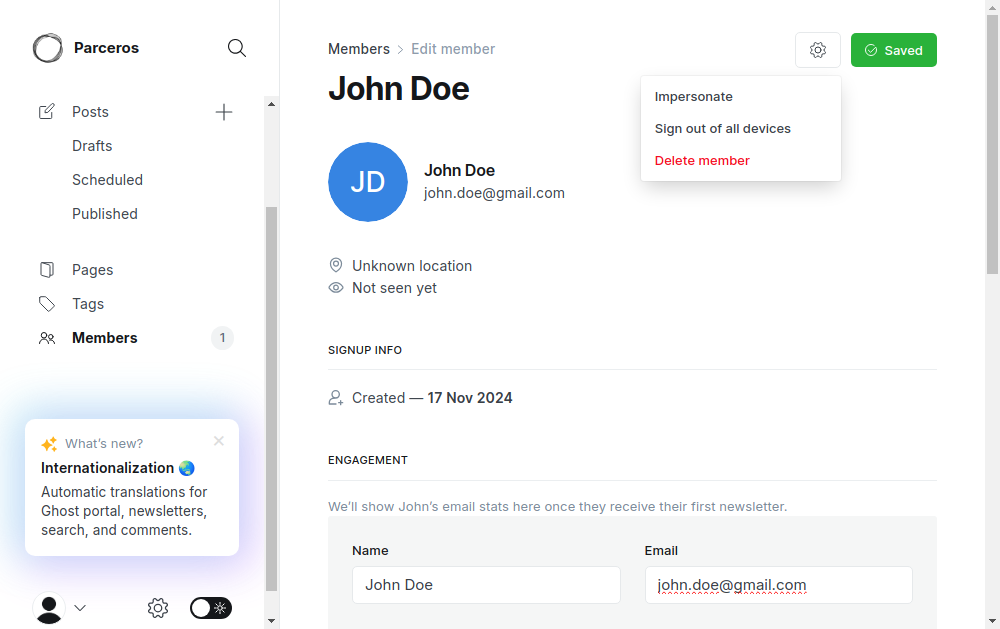 Parceros
Posts
Drafts
Scheduled
Published
Pages
Tags
Members
1
What's new?
Internationalization 🌏
Automatic translations for
Ghost portal, newsletters,
search, and comments.
Members > Edit member
Saved
John Doe
Impersonate
Sign out of all devices
Delete member
JD
John Doe
john.doe@gmail.com
Unknown location
Not seen yet
SIGNUP INFO
Created — 17 Nov 2024
ENGAGEMENT
We'll show John's email stats here once they receive their first newsletter.
Name
Email
John Doe
john.doe@gmail.com